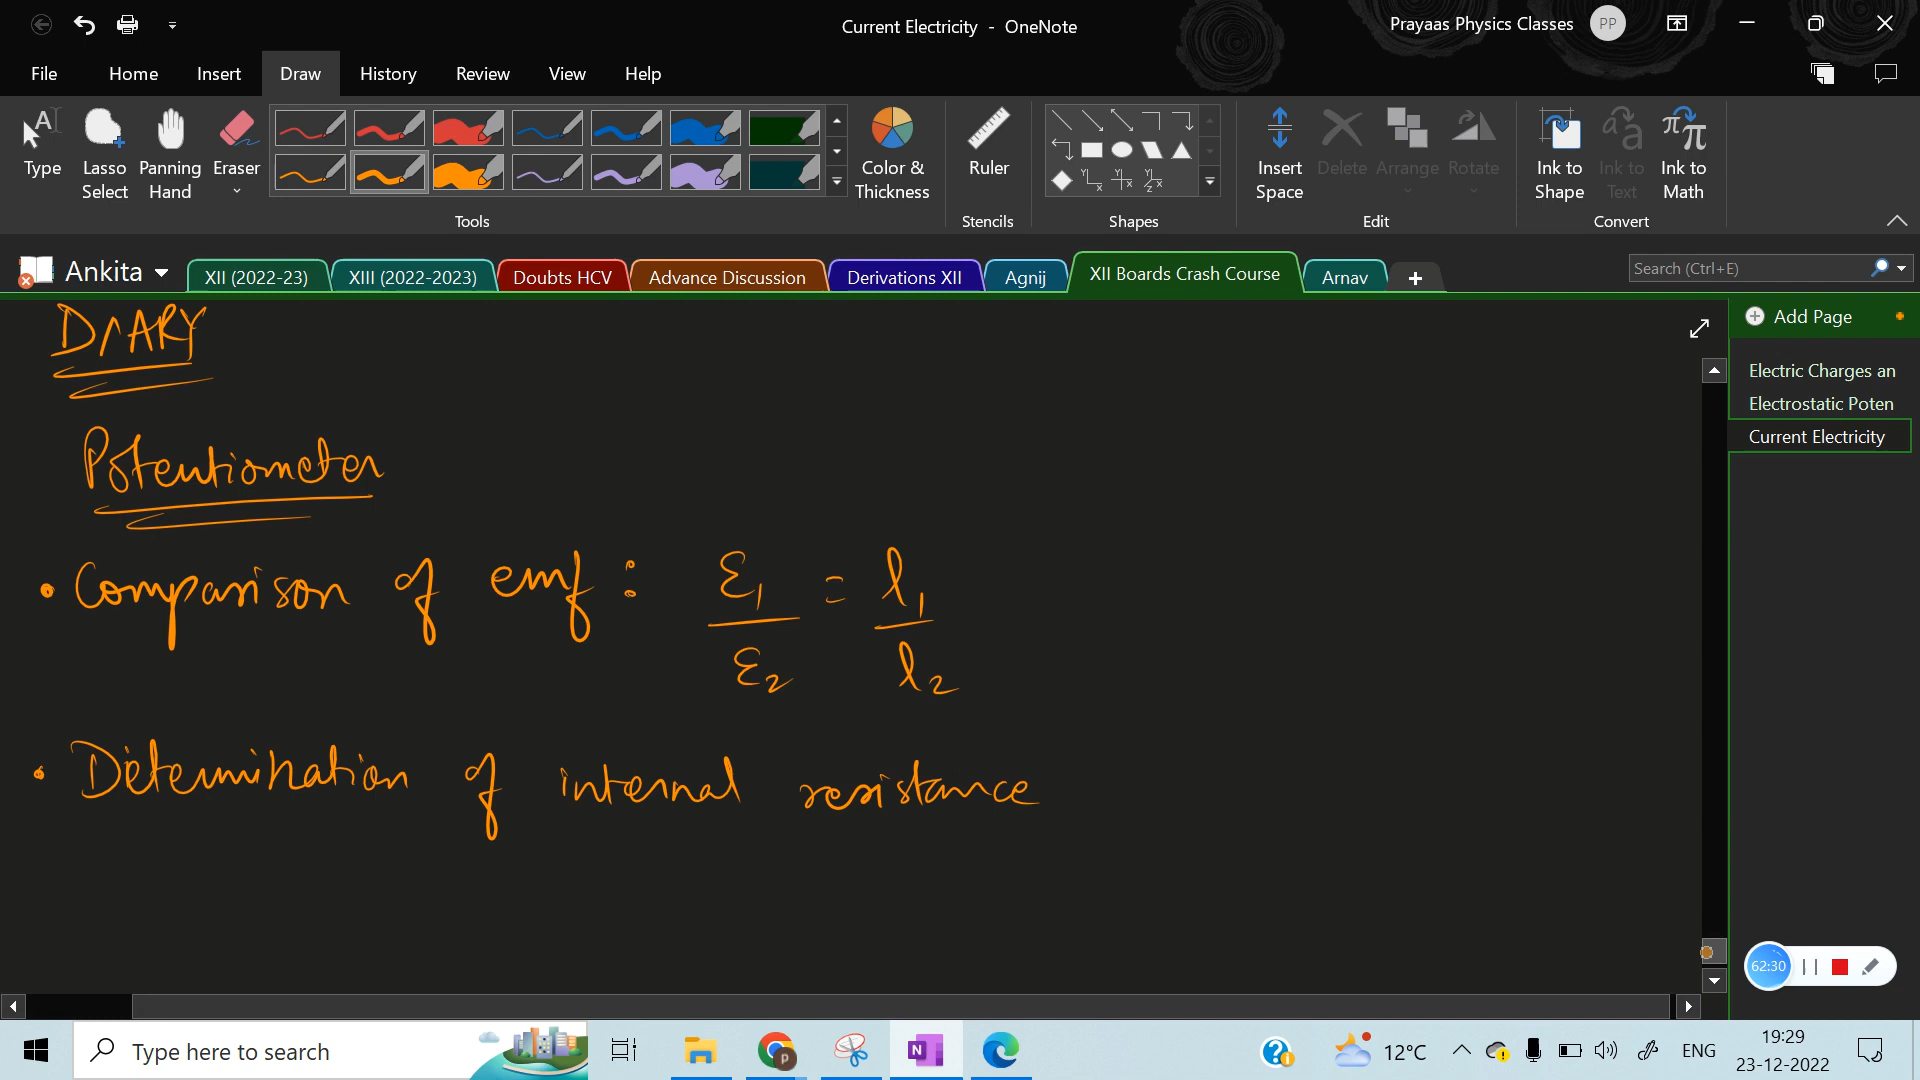 Current Electricity - OneNote
Prayaas Physics Classes PP
File Home Insert Draw History Review View Help
Type
Lasso Select
Panning Hand
Eraser
Color & Thickness
Ruler
Insert Space
Delete
Arrange
Rotate
Ink to Shape
Ink to Text
Ink to Math
Tools Stencils Shapes Edit Convert
Ankita XII (2022-23) XIII (2022-2023) Doubts HCV Advance Discussion Derivations XII Agnij XII Boards Crash Course Arnav + Search (Ctrl+E)
Add Page
Electric Charges an
Electrostatic Poten
Current Electricity
DIARY
Potentiometer
• Comparison of emf : ε₁/ε₂ = l₁/l₂
• Determination of internal resistance
62:30
Type here to search
12°C ENG 19:29
23-12-2022